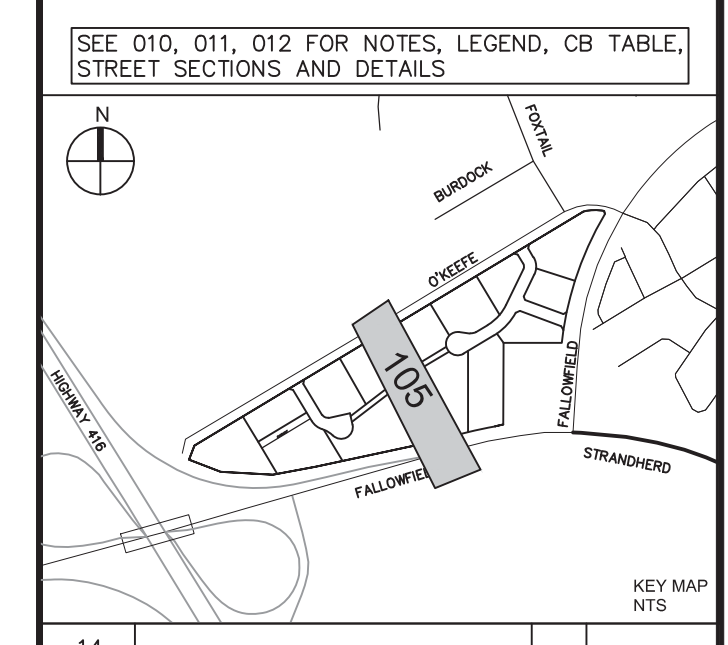 SEE 010, 011, 012 FOR NOTES, LEGEND, CB TABLE,
STREET SECTIONS AND DETAILS
N
FOXTAIL
BURDOCK
O'KEEFE
105
HIGHWAY 416
FALLOWFIELD
STRANDHERD
FALLOWFIEL
KEY MAP
NTS
14